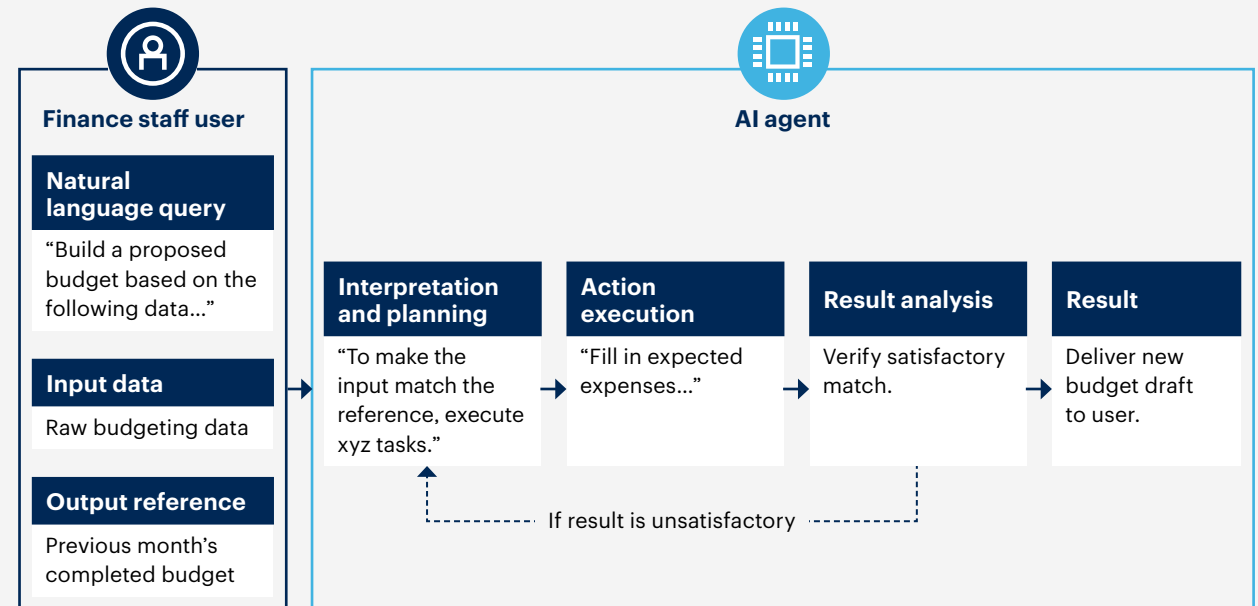 Finance staff user
Natural
language query
“Build a proposed
budget based on the
following data...”
Input data
Raw budgeting data
Output reference
Previous month’s
completed budget
AI agent
Interpretation
and planning
“To make the
input match the
reference, execute
xyz tasks.”
Action
execution
“Fill in expected
expenses...”
Result analysis
Verify satisfactory
match.
Result
Deliver new
budget draft
to user.
If result is unsatisfactory